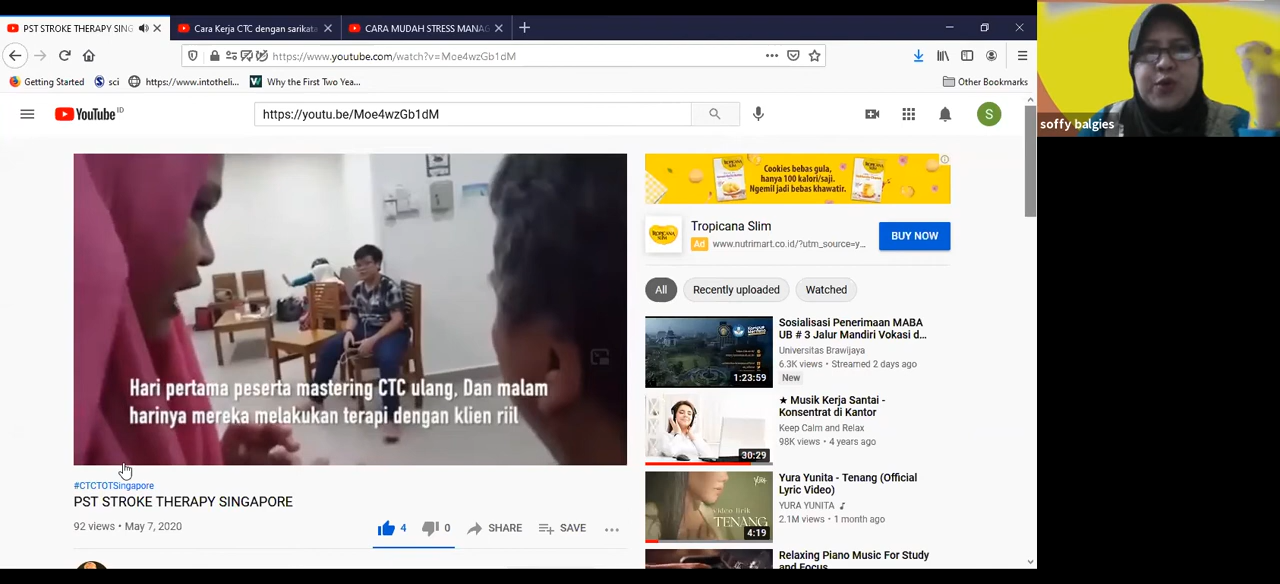 PST STROKE THERAPY SING
Cara Kerja CTC dengan sarikata
CARA MUDAH STRESS MANAG
https://www.youtube.com/watch?v=Moe4wzGb1dM
Getting Started
sci
https://www.intotheli...
Why the First Two Yea...
Other Bookmarks
YouTube ID
https://youtu.be/Moe4wzGb1dM
S
soffy balgies
Hari pertama peserta mastering CTC ulang. Dan malam
harinya mereka melakukan terapi dengan klien riil
#CTCTOTSingapore
PST STROKE THERAPY SINGAPORE
92 views • May 7, 2020
4
0
SHARE
SAVE
Cookies bebas gula,
hanya 100 kalori/saji.
Ngemil jadi bebas khawatir.
Tropicana Slim
Ad www.nutrimart.co.id/?utm_source=y...
BUY NOW
All
Recently uploaded
Watched
Sosialisasi Penerimaan MABA
UB # 3 Jalur Mandiri Vokasi d...
Universitas Brawijaya
6.3K views • Streamed 2 days ago
New
1:23:59
★ Musik Kerja Santai -
Konsentrat di Kantor
Keep Calm and Relax
98K views • 4 years ago
30:29
Yura Yunita - Tenang (Official
Lyric Video)
YURA YUNITA
2.1M views • 1 month ago
TENANG
4:19
Relaxing Piano Music For Study
and Focus